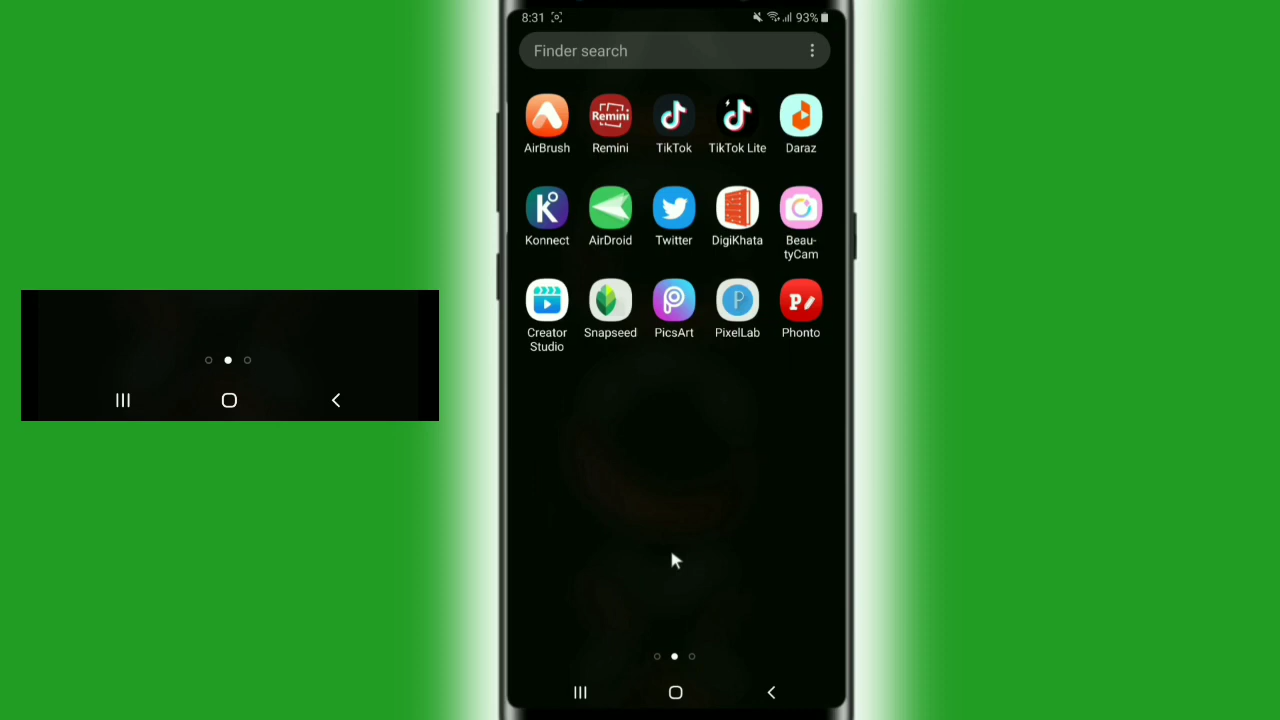 8:31 93%
Finder search
Remini
AirBrush Remini TikTok TikTok Lite Daraz
K
Konnect AirDroid Twitter DigiKhata Beau-
tyCam
P P
Creator Snapseed PicsArt PixelLab Phonto
Studio